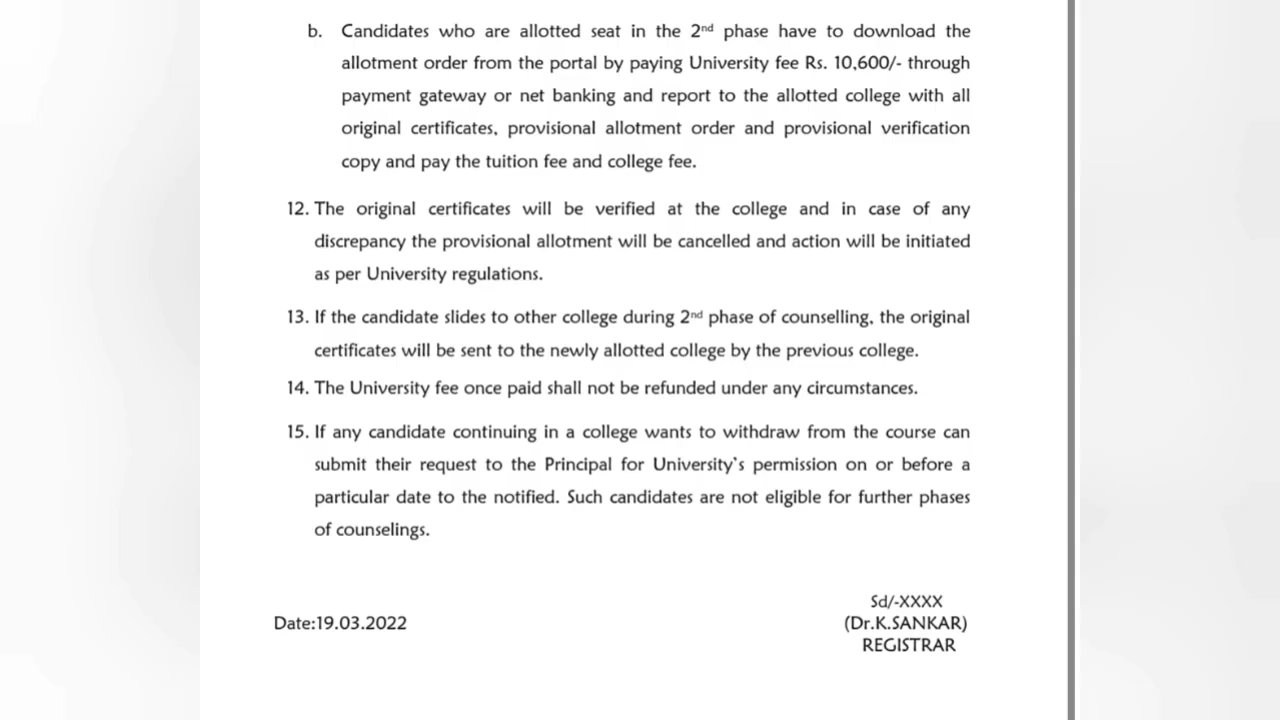 b. Candidates who are allotted seat in the 2nd phase have to download the
allotment order from the portal by paying University fee Rs. 10,600/- through
payment gateway or net banking and report to the allotted college with all
original certificates, provisional allotment order and provisional verification
copy and pay the tuition fee and college fee.
12. The original certificates will be verified at the college and in case of any
discrepancy the provisional allotment will be cancelled and action will be initiated
as per University regulations.
13. If the candidate slides to other college during 2nd phase of counselling, the original
certificates will be sent to the newly allotted college by the previous college.
14. The University fee once paid shall not be refunded under any circumstances.
15. If any candidate continuing in a college wants to withdraw from the course can
submit their request to the Principal for University's permission on or before a
particular date to the notified. Such candidates are not eligible for further phases
of counselings.
Sd/-XXXX
Date:19.03.2022 (Dr.K.SANKAR)
REGISTRAR